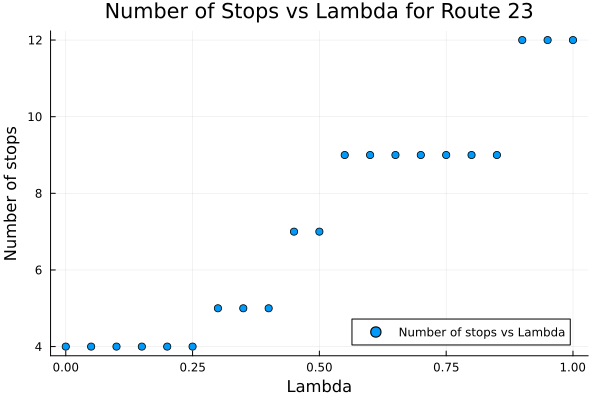 Number of Stops vs Lambda for Route 23
Number of stops
12
10
8
6
4
Number of stops vs Lambda
0.00 0.25 0.50 0.75 1.00
Lambda